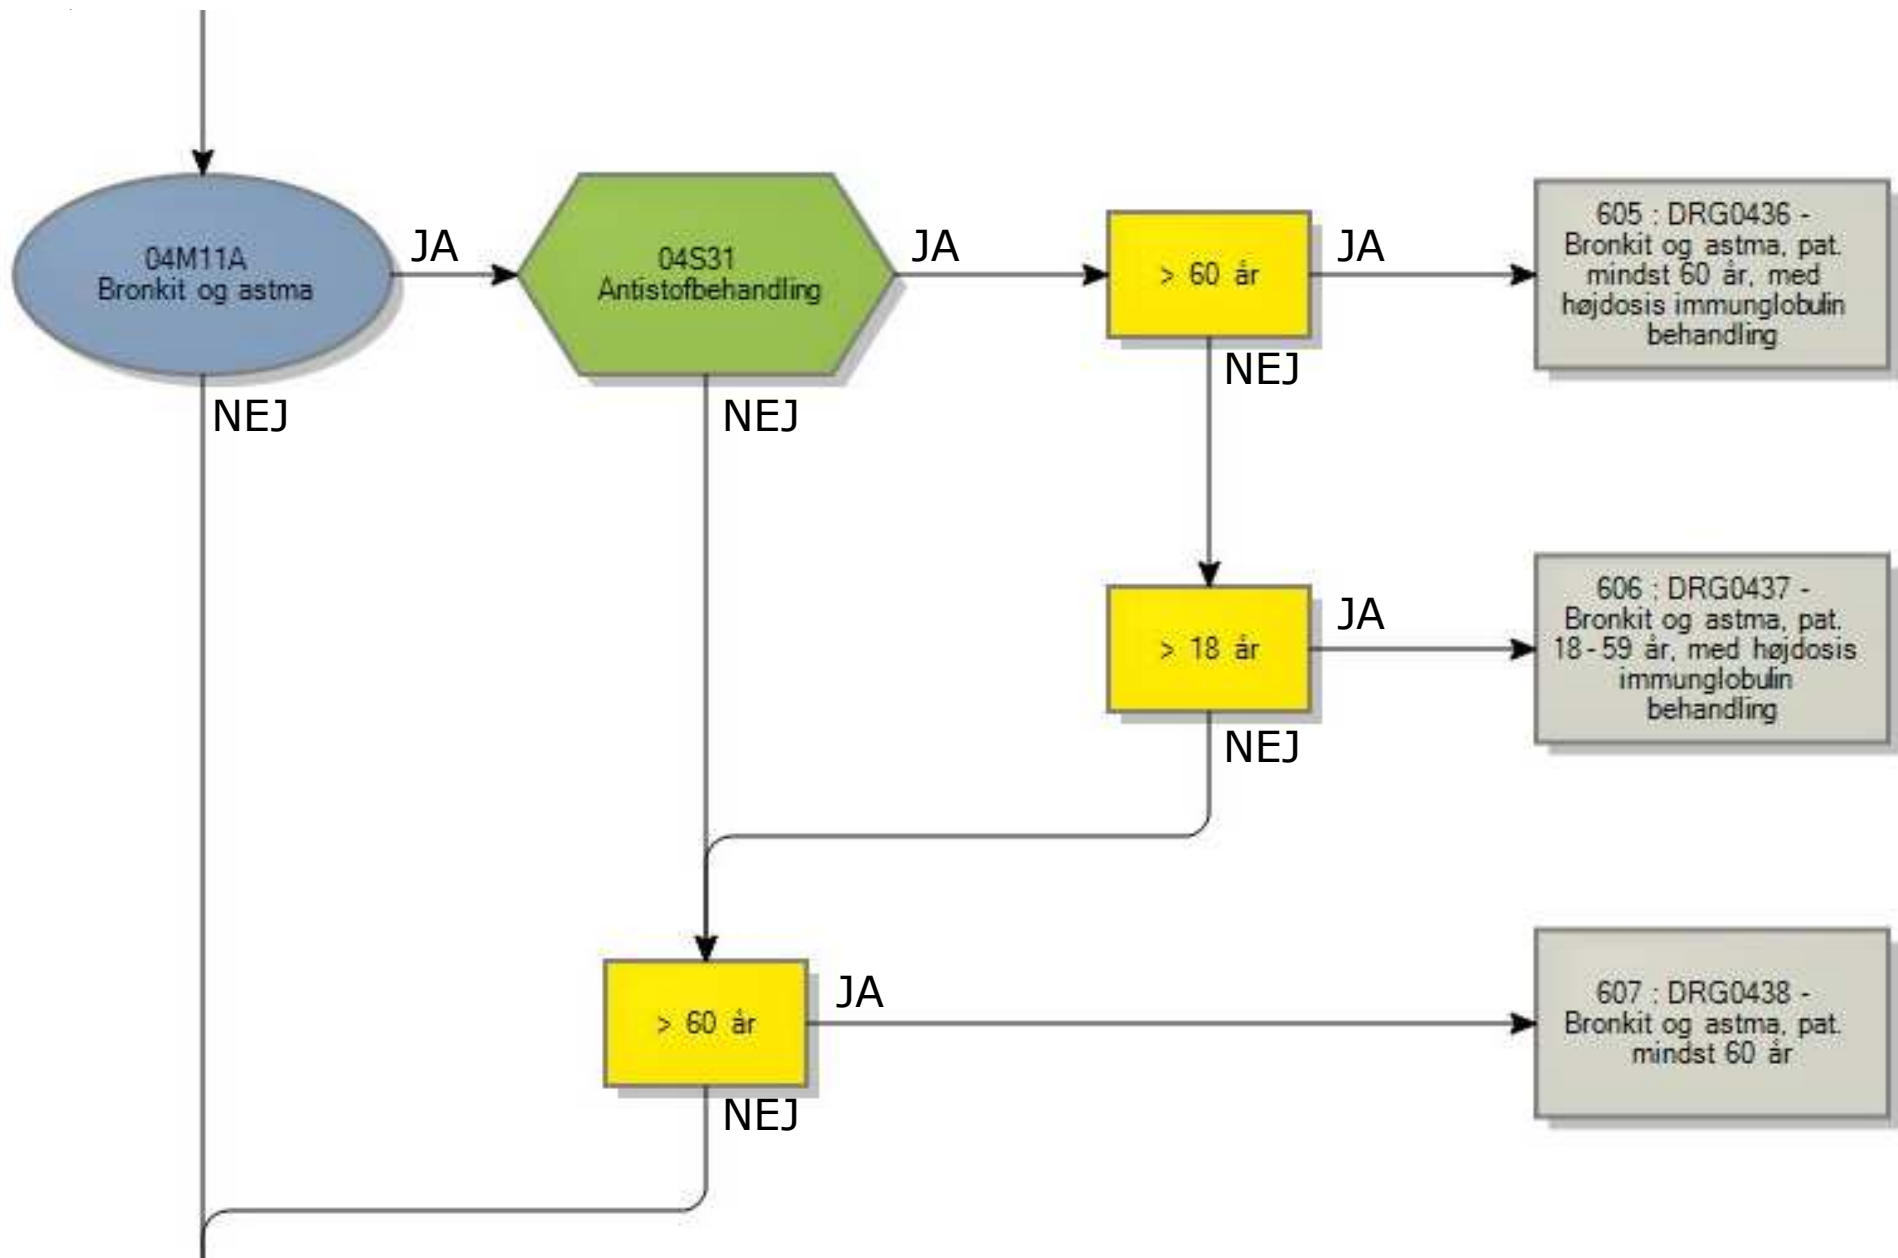 04M11A
Bronkit og astma
JA
NEJ
04S31
Antistofbehandling
JA
NEJ
> 60 år
JA
NEJ
605 : DRG0436 -
Bronkit og astma, pat.
mindst 60 år, med
højdosis immunglobulin
behandling
> 18 år
JA
NEJ
606 : DRG0437 -
Bronkit og astma, pat.
18-59 år, med højdosis
immunglobulin
behandling
> 60 år
JA
NEJ
607 : DRG0438 -
Bronkit og astma, pat.
mindst 60 år